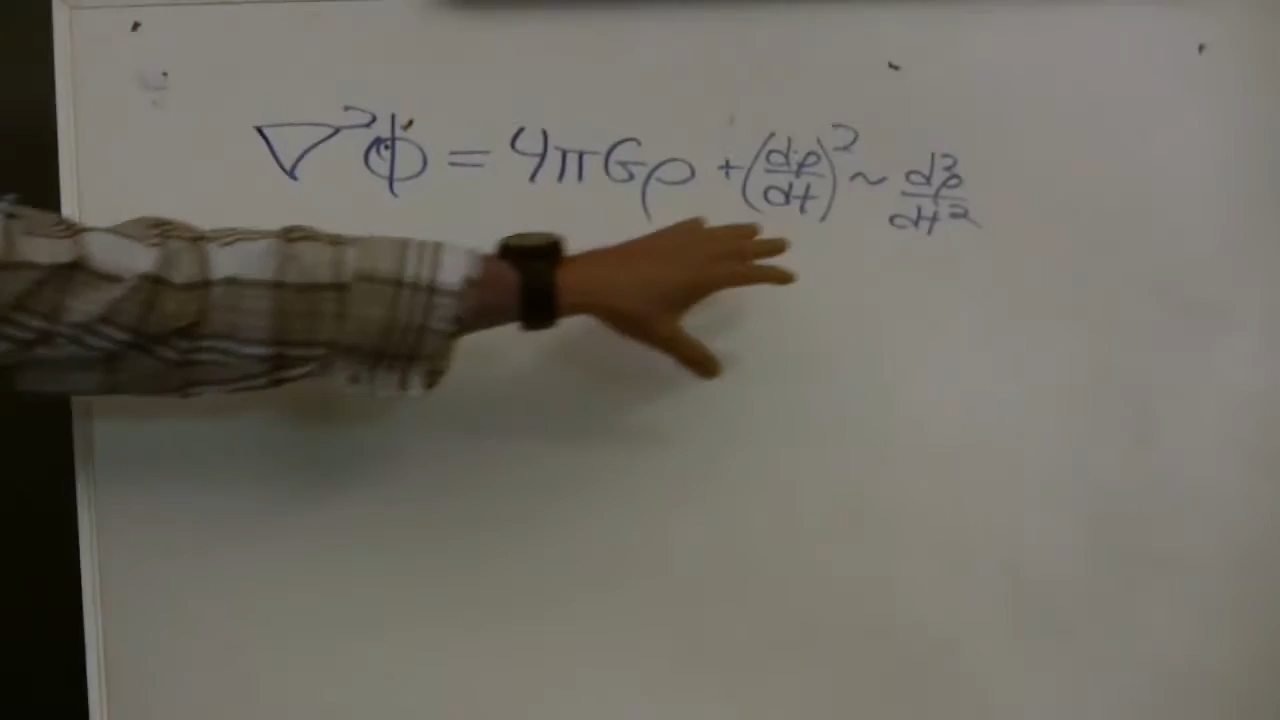 ∇²ϕ = 4πGρ + (dρ/dt)² ~ d²ρ/dt²